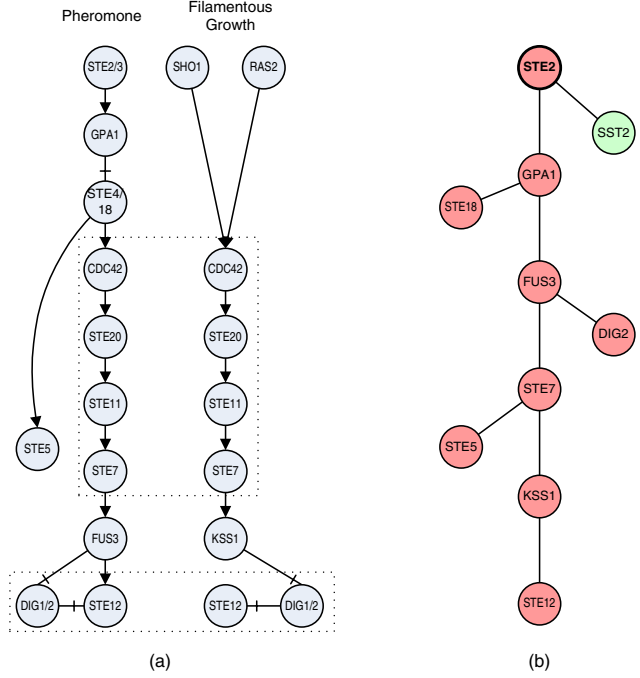 Pheromone
Filamentous
Growth
STE2/3
SHO1
RAS2
GPA1
STE4/
18
CDC42
CDC42
STE20
STE20
STE11
STE11
STE5
STE7
STE7
FUS3
KSS1
DIG1/2
STE12
STE12
DIG1/2
(a)
STE2
SST2
GPA1
STE18
FUS3
DIG2
STE7
STE5
KSS1
STE12
(b)